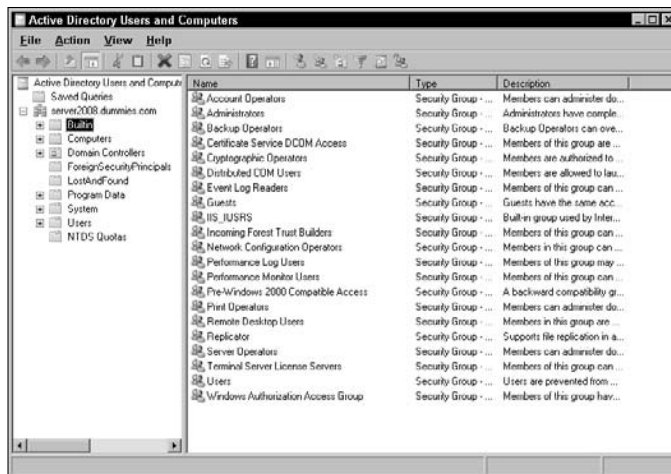 Active Directory Users and Computers
File Action View Help
Active Directory Users and Compute
Saved Queries
server2008.dummies.com
Builtin
Computers
Domain Controllers
ForeignSecurityPrincipals
LostAndFound
Program Data
System
Users
NTDS Quotas
Name Type Description
Account Operators Security Group - ... Members can administer do...
Administrators Security Group - ... Administrators have comple...
Backup Operators Security Group - ... Backup Operators can ove...
Certificate Service DCOM Access Security Group - ... Members of this group are ...
Cryptographic Operators Security Group - ... Members are authorized to ...
Distributed COM Users Security Group - ... Members are allowed to lau...
Event Log Readers Security Group - ... Members of this group can ...
Guests Security Group - ... Guests have the same acc...
IIS_IUSRS Security Group - ... Built-in group used by Inter...
Incoming Forest Trust Builders Security Group - ... Members of this group can ...
Network Configuration Operators Security Group - ... Members in this group can ...
Performance Log Users Security Group - ... Members of this group may ...
Performance Monitor Users Security Group - ... Members of this group can ...
Pre-Windows 2000 Compatible Access Security Group - ... A backward compatibility gr...
Print Operators Security Group - ... Members can administer do...
Remote Desktop Users Security Group - ... Members in this group are ...
Replicator Security Group - ... Supports file replication in a...
Server Operators Security Group - ... Members can administer do...
Terminal Server License Servers Security Group - ... Members of this group can ...
Users Security Group - ... Users are prevented from ...
Windows Authorization Access Group Security Group - ... Members of this group hav...